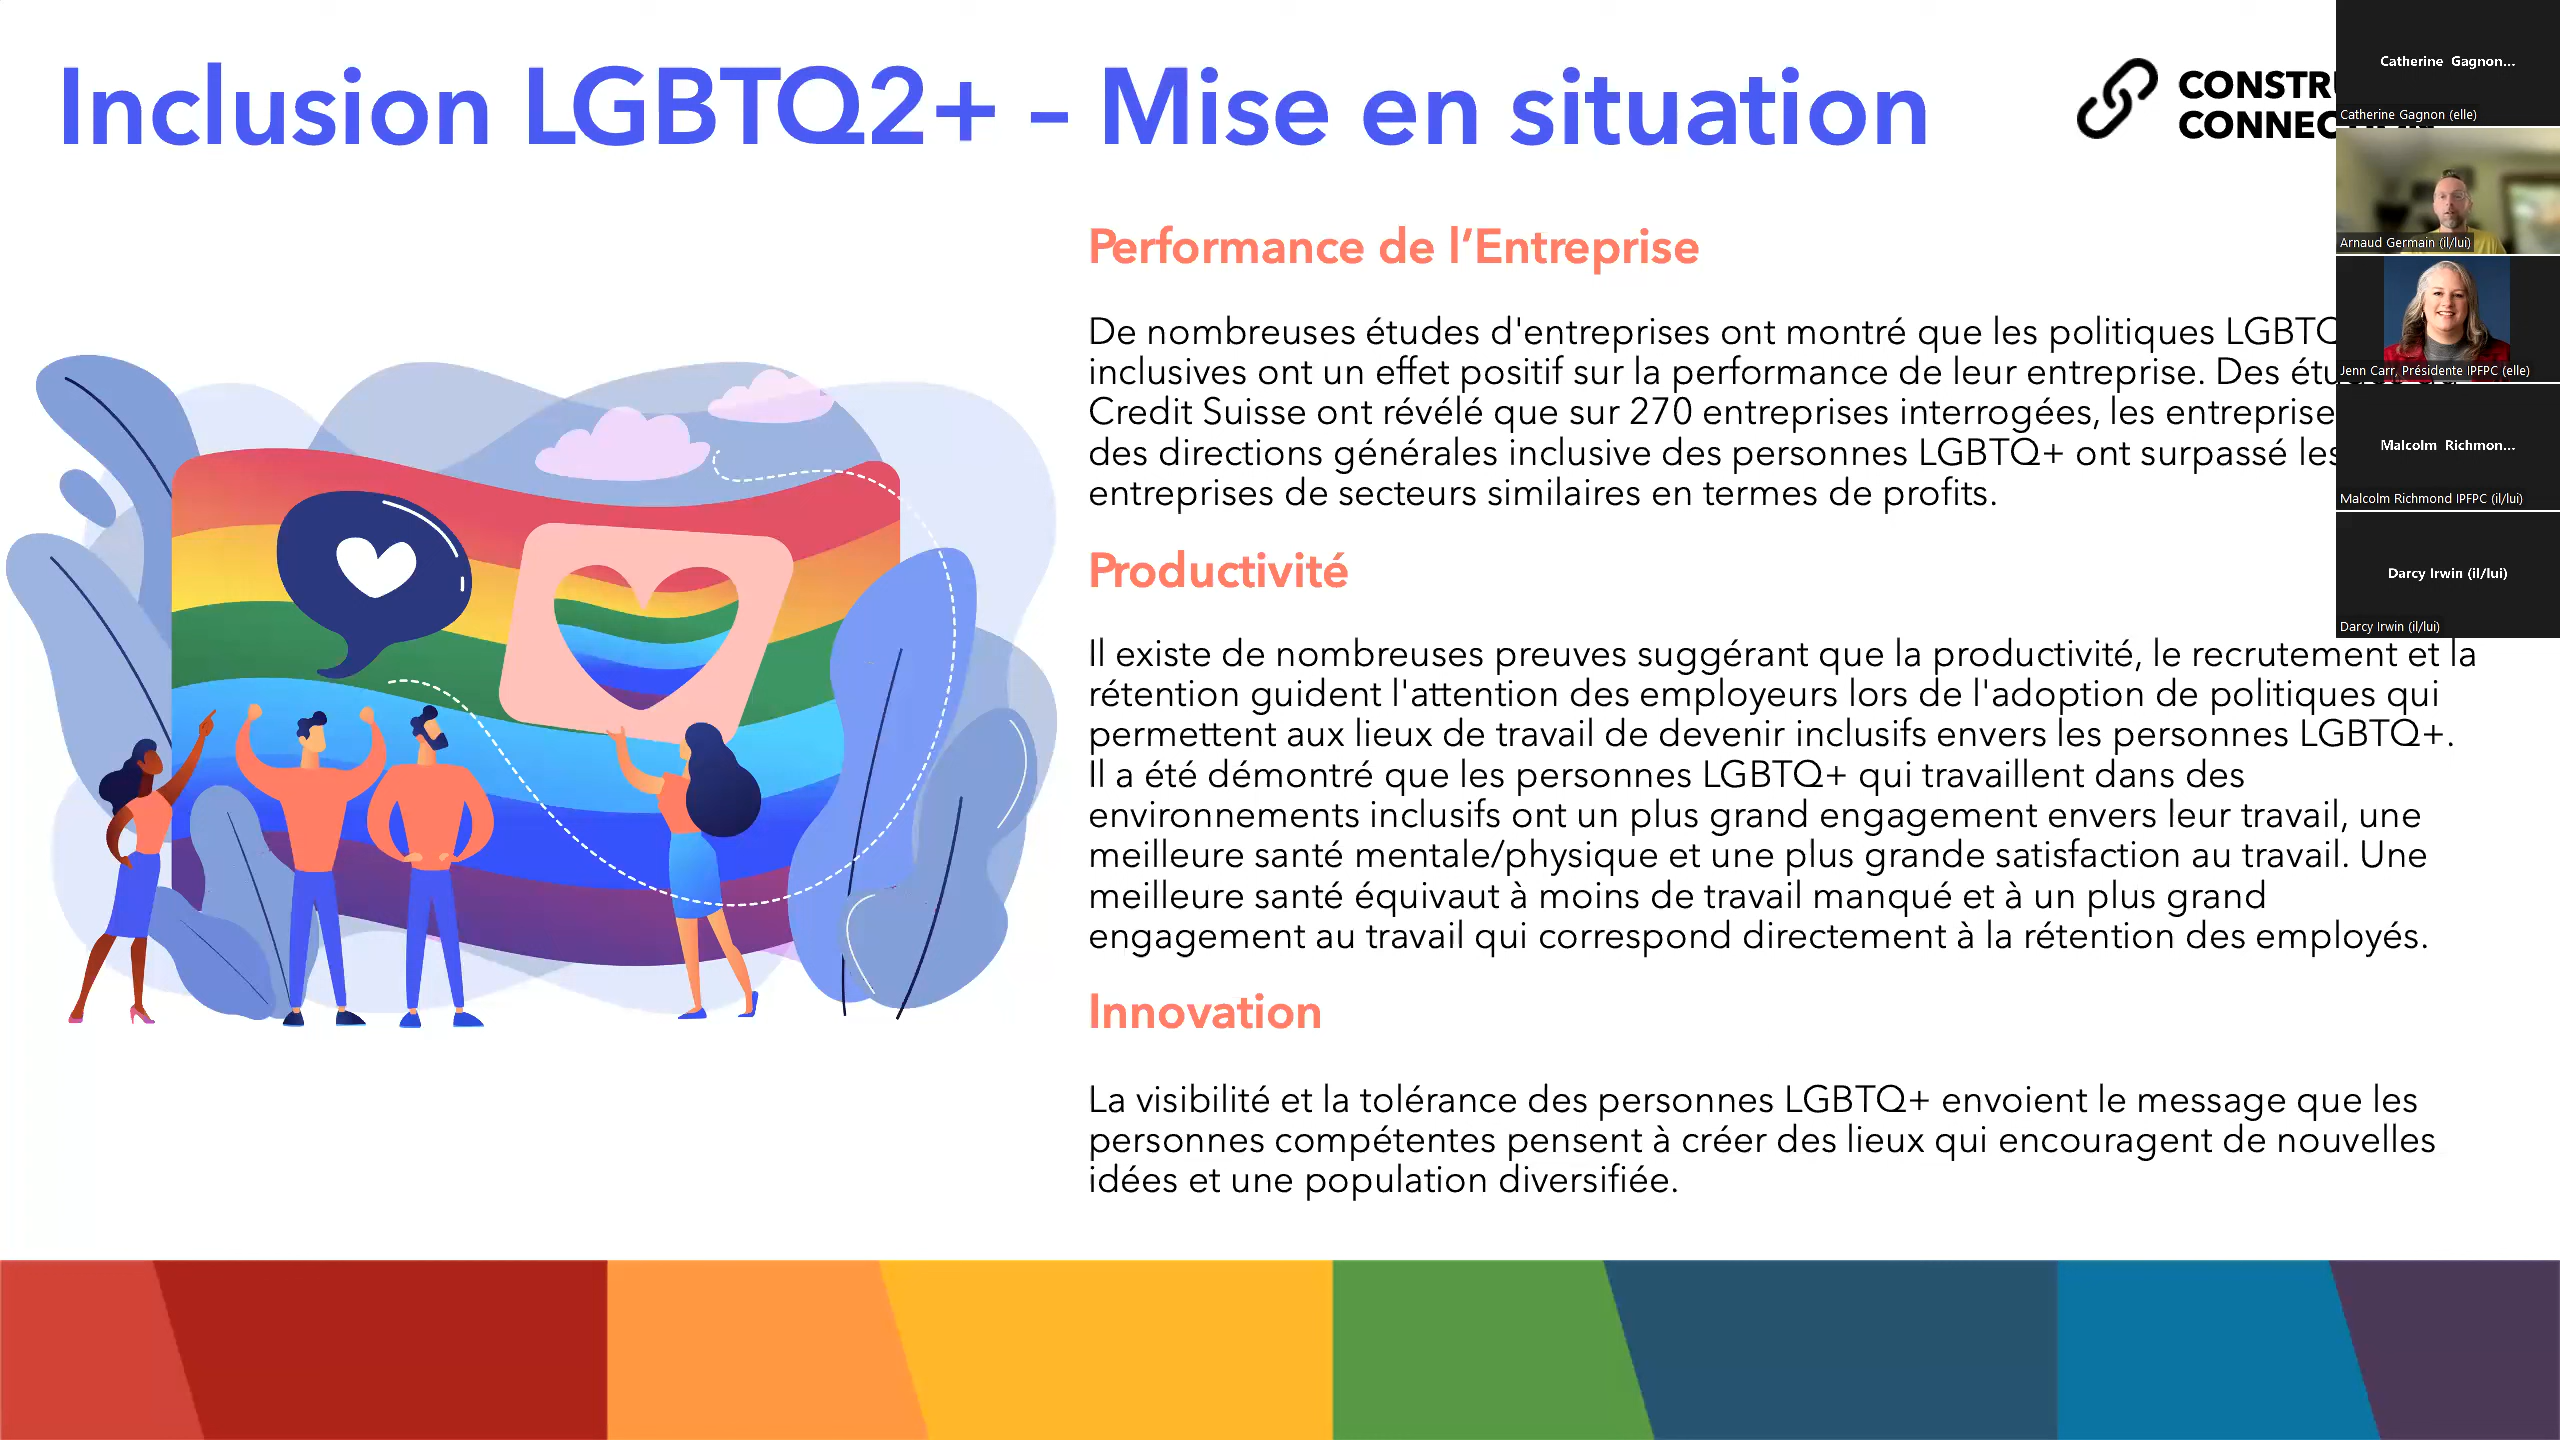 Inclusion LGBTQ2+ – Mise en situation
Performance de l’Entreprise
De nombreuses études d'entreprises ont montré que les politiques
inclusives ont un effet positif sur la performance de leur entreprise. Des
Credit Suisse ont révélé que sur 270 entreprises interrogées, les
des directions générales inclusive des personnes LGBTQ+ ont surpassé les
entreprises de secteurs similaires en termes de profits.
Productivité
Il existe de nombreuses preuves suggérant que la productivité, le recrutement et la
rétention guident l'attention des employeurs lors de l'adoption de politiques qui
permettent aux lieux de travail de devenir inclusifs envers les personnes LGBTQ+.
Il a été démontré que les personnes LGBTQ+ qui travaillent dans des
environnements inclusifs ont un plus grand engagement envers leur travail, une
meilleure santé mentale/physique et une plus grande satisfaction au travail. Une
meilleure santé équivaut à moins de travail manqué et à un plus grand
engagement au travail qui correspond directement à la rétention des employés.
Innovation
La visibilité et la tolérance des personnes LGBTQ+ envoient le message que les
personnes compétentes pensent à créer des lieux qui encouragent de nouvelles
idées et une population diversifiée.
Catherine Gagnon...
Catherine Gagnon (elle)
Arnaud Germain (il/lui)
Jenn Carr, Présidente IPFPC (elle)
Malcolm Richmon...
Malcolm Richmond IPFPC (il/lui)
Darcy Irwin (il/lui)
Darcy Irwin (il/lui)